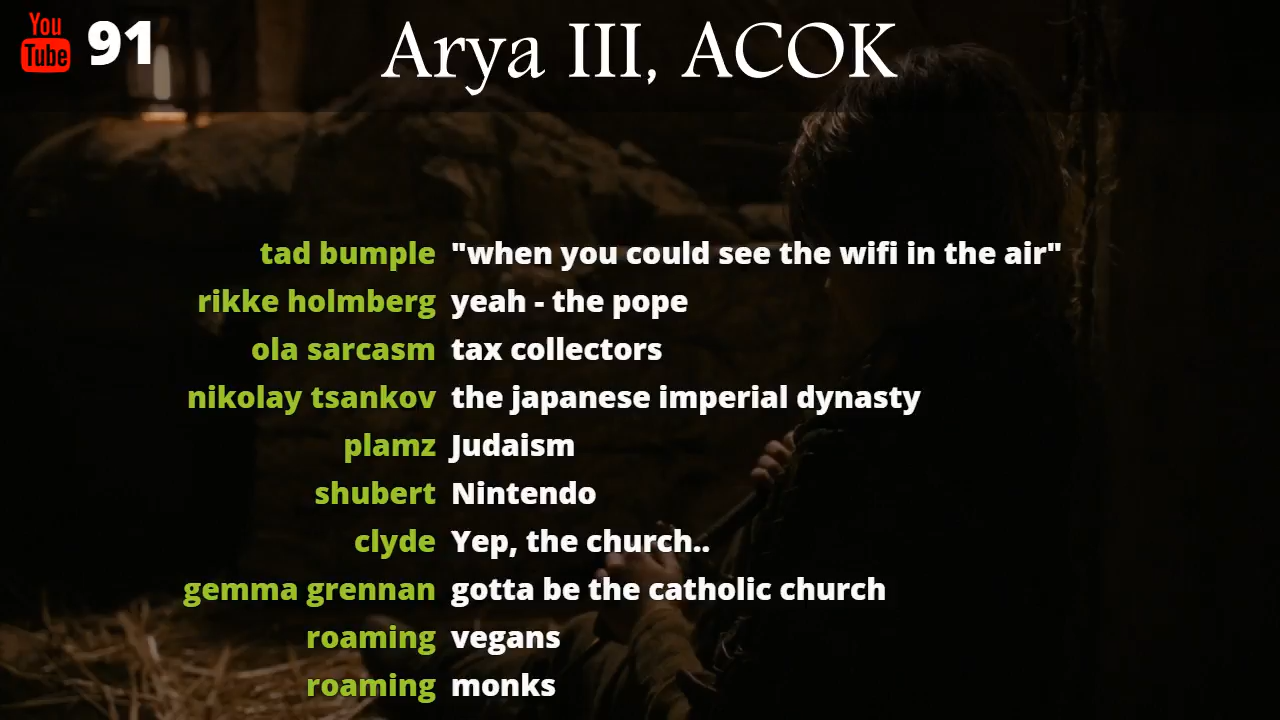 You
Tube 91
Arya III, ACOK
tad bumple "when you could see the wifi in the air"
rikke holmberg yeah - the pope
ola sarcasm tax collectors
nikolay tsankov the japanese imperial dynasty
plamz Judaism
shubert Nintendo
clyde Yep, the church..
gemma grennan gotta be the catholic church
roaming vegans
roaming monks